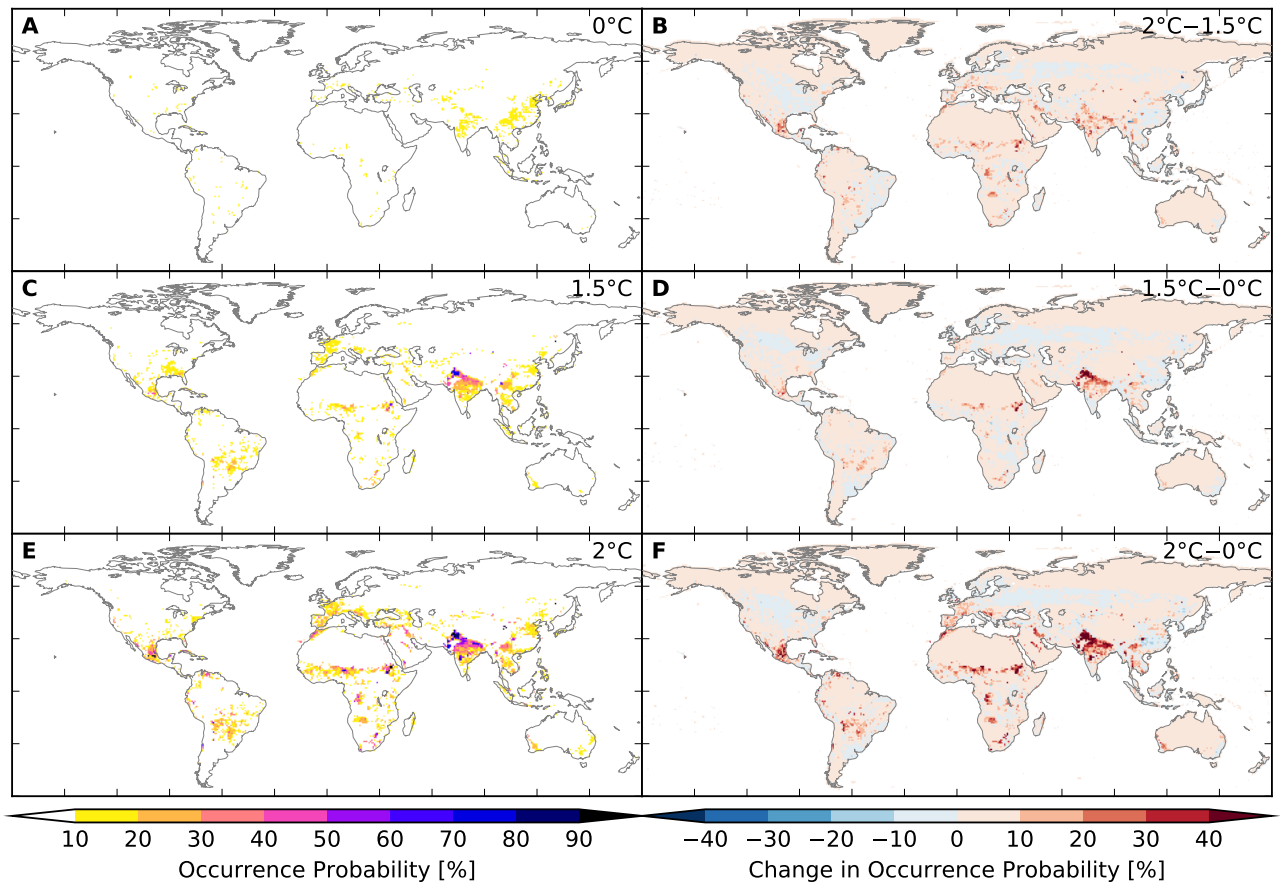 A 0°C
B 2°C−1.5°C
C 1.5°C
D 1.5°C−0°C
E 2°C
F 2°C−0°C
10 20 30 40 50 60 70 80 90
Occurrence Probability [%]
−40 −30 −20 −10 0 10 20 30 40
Change in Occurrence Probability [%]